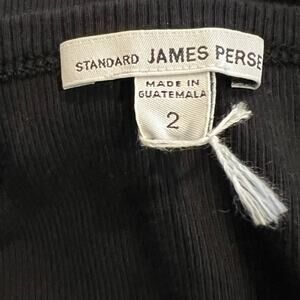 STANDARD JAMES PERSE
MADE IN
GUATEMALA
2